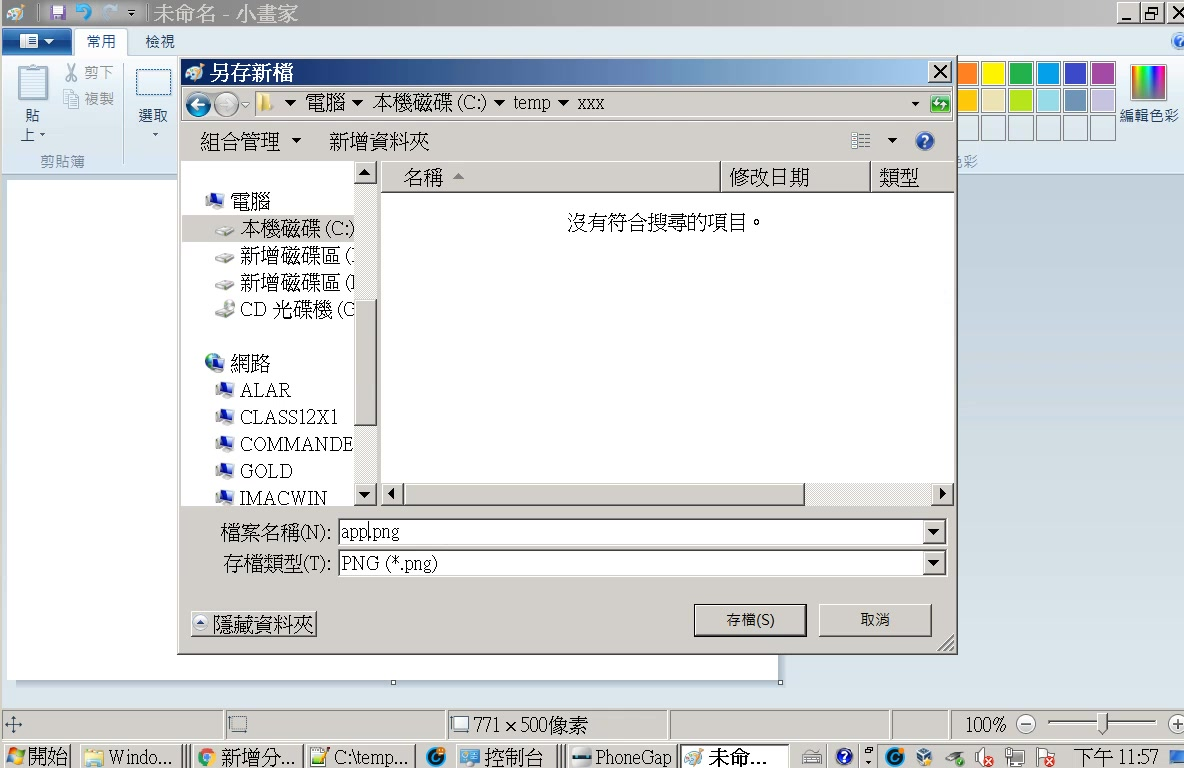 未命名 - 小畫家
常用 檢視
剪下
複製
貼上
選取
剪貼簿
編輯色彩
色彩
另存新檔
電腦 本機磁碟 (C:) temp xxx
組合管理 新增資料夾
名稱 修改日期 類型
沒有符合搜尋的項目。
電腦
本機磁碟 (C:)
新增磁碟區 (
新增磁碟區 (
CD 光碟機 (
網路
ALAR
CLASS12X1
COMMANDE
GOLD
IMACWIN
檔案名稱(N): app.png
存檔類型(T): PNG (*.png)
隱藏資料夾 存檔(S) 取消
771 × 500像素 100%
開始 Windo... 新增分... C:\temp... 控制台 PhoneGap 未命... 下午 11:57